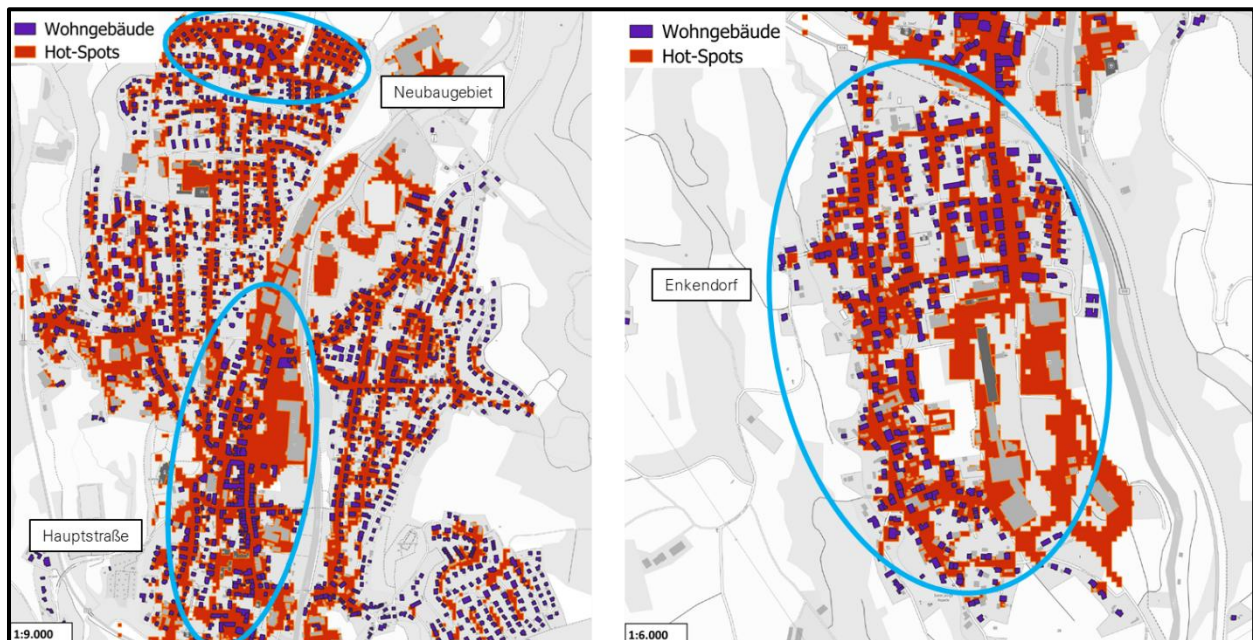 Wohngebäude
Hot-Spots
Neubaugebiet
Hauptstraße
1:9.000
Wohngebäude
Hot-Spots
Enkendorf
1:6.000